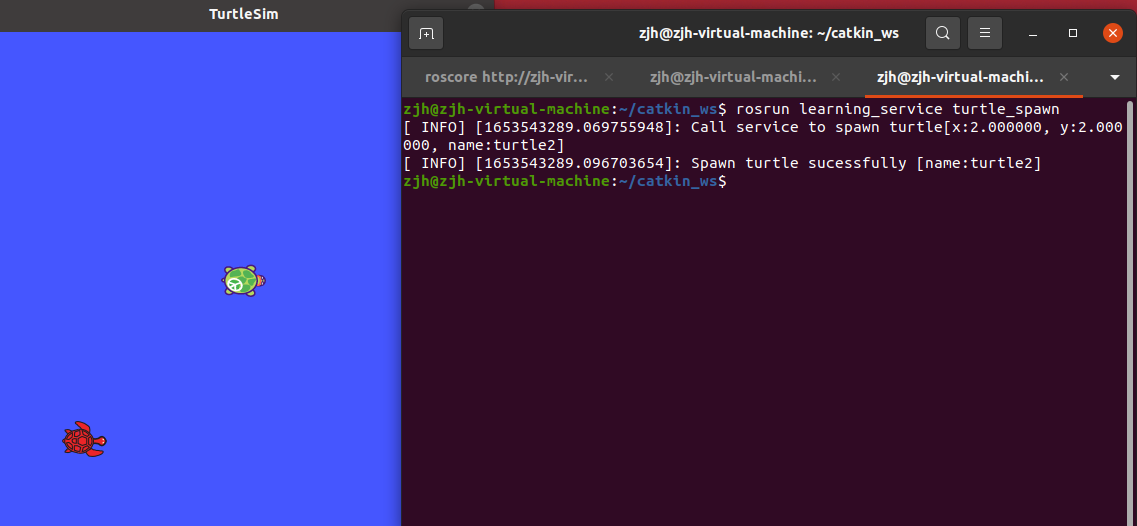 TurtleSim
zjh@zjh-virtual-machine: ~/catkin_ws
roscore http://zjh-vir...
zjh@zjh-virtual-machi...
zjh@zjh-virtual-machi...
zjh@zjh-virtual-machine:~/catkin_ws$ rosrun learning_service turtle_spawn
[ INFO] [1653543289.069755948]: Call service to spawn turtle[x:2.000000, y:2.000
000, name:turtle2]
[ INFO] [1653543289.096703654]: Spawn turtle sucessfully [name:turtle2]
zjh@zjh-virtual-machine:~/catkin_ws$